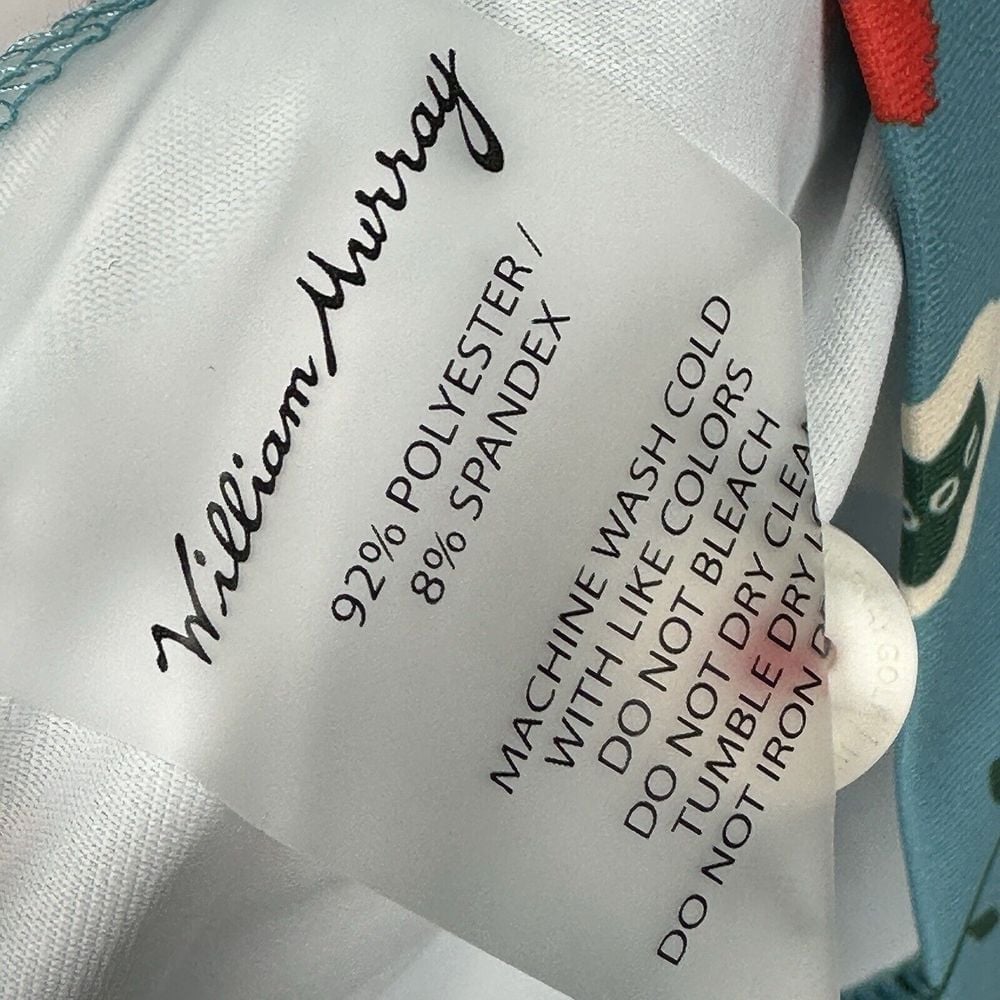 William Murray
92% POLYESTER /
8% SPANDEX
MACHINE WASH COLD
WITH LIKE COLORS
DO NOT BLEACH
DO NOT DRY CLEAN
TUMBLE DRY
DO NOT IRON